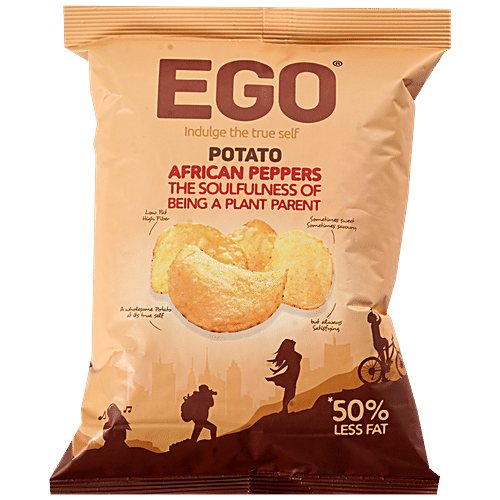 EGO®
Indulge the true self
POTATO
AFRICAN PEPPERS
THE SOULFULNESS OF
BEING A PLANT PARENT
Low Fat
High Fiber
Sometimes sweet
Sometimes savoury
A wholesome Potato
at its true self
but always
Satisfying
*50%
LESS FAT